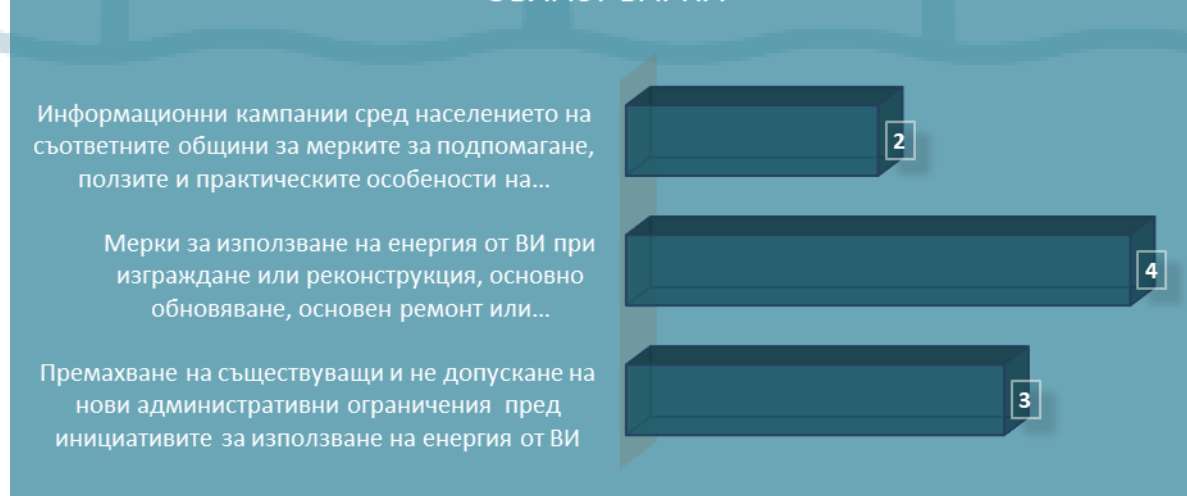 Информационни кампании сред населението на
съответните общини за мерките за подпомагане,
ползите и практическите особености на...
2
Мерки за използване на енергия от ВИ при
изграждане или реконструкция, основно
обновяване, основен ремонт или...
4
Премахване на съществуващи и не допускане на
нови административни ограничения пред
инициативите за използване на енергия от ВИ
3